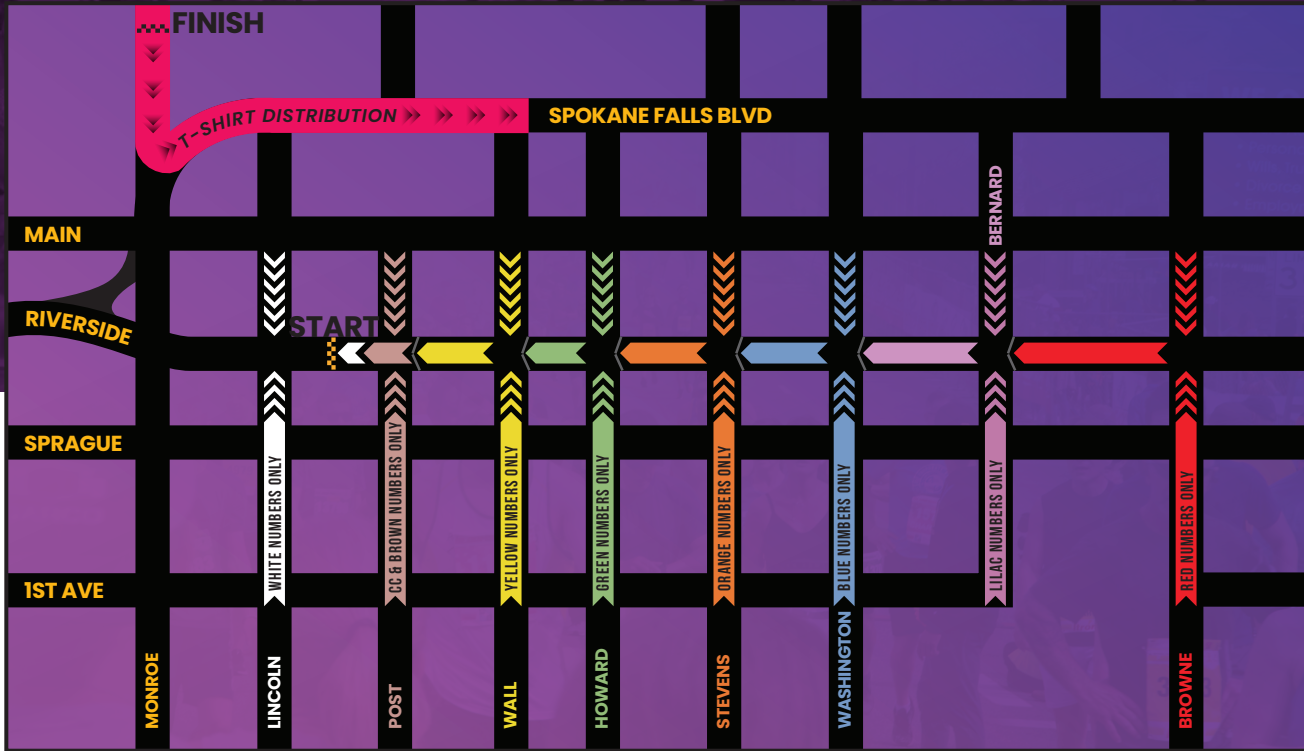 FINISH
T-SHIRT DISTRIBUTION
SPOKANE FALLS BLVD
BERNARD
MAIN
RIVERSIDE
START
SPRAGUE
WHITE NUMBERS ONLY
CC & BROWN NUMBERS ONLY
YELLOW NUMBERS ONLY
GREEN NUMBERS ONLY
ORANGE NUMBERS ONLY
BLUE NUMBERS ONLY
LILAC NUMBERS ONLY
RED NUMBERS ONLY
1ST AVE
MONROE
LINCOLN
POST
WALL
HOWARD
STEVENS
WASHINGTON
BROWNE